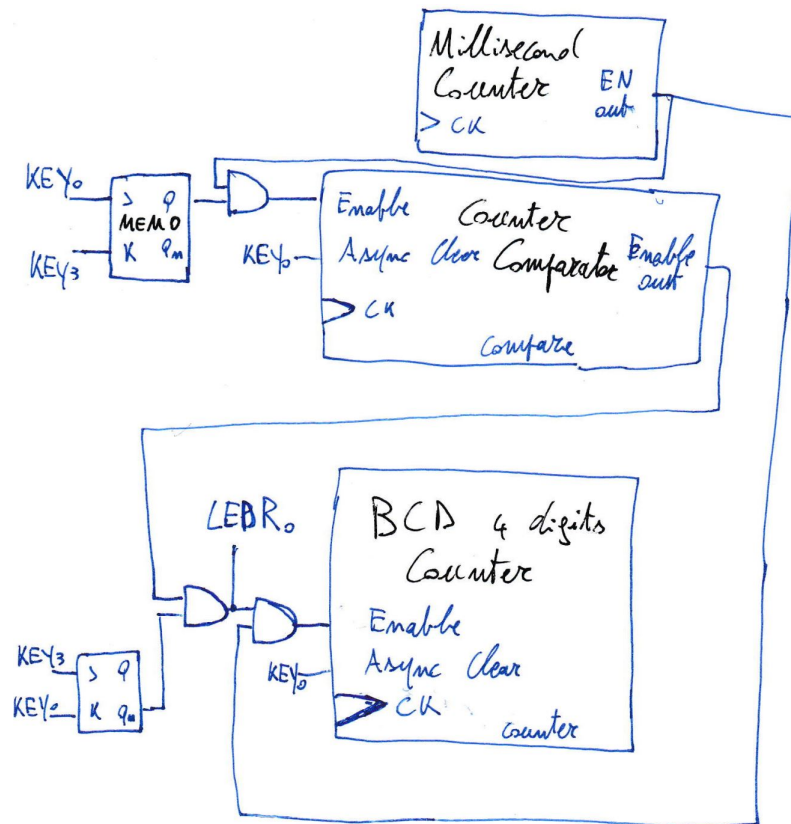 Millisecond
Counter
EN
out
> CK
KEY0
J Q
MEMO
K Qn
KEY3
Enable
Counter
KEY0
Async Clear
Comparator
Enable
out
CK
Compare
LEDR0
BCD 4 digits
Counter
Enable
KEY0
Async Clear
CK
counter
KEY3
J Q
KEY0
K Qn